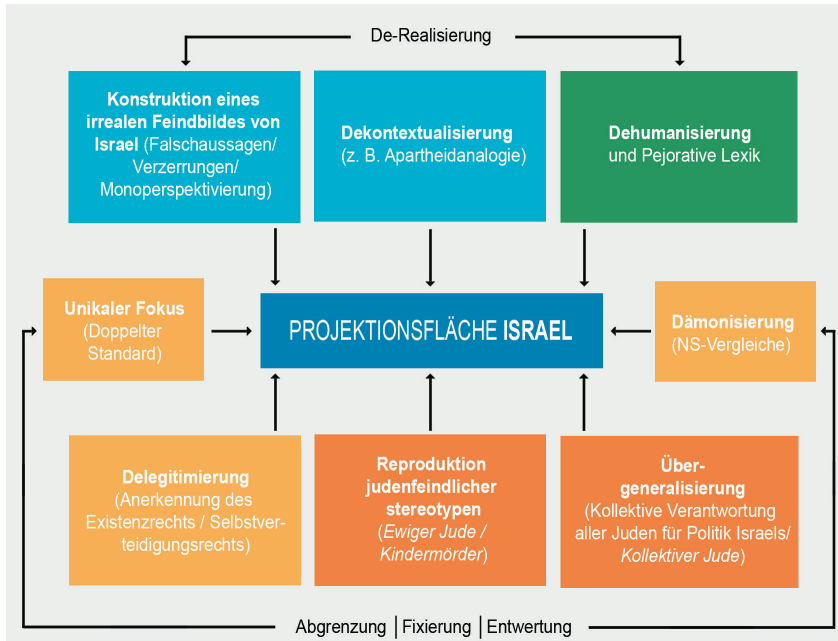 De-Realisierung
Konstruktion eines
irrealen Feindbildes von
Israel (Falschaussagen/
Verzerrungen/
Monoperspektivierung)
Dekontextualisierung
(z. B. Apartheidanalogie)
Dehumanisierung
und Pejorative Lexik
Unikaler Fokus
(Doppelter
Standard)
PROJEKTIONSFLÄCHE ISRAEL
Dämonisierung
(NS-Vergleiche)
Delegitimierung
(Anerkennung des
Existenzrechts / Selbstver-
teidigungsrechts)
Reproduktion
judenfeindlicher
stereotypen
(Ewiger Jude /
Kindermörder)
Über-
generalisierung
(Kollektive Verantwortung
aller Juden für Politik Israels/
Kollektiver Jude)
Abgrenzung | Fixierung | Entwertung